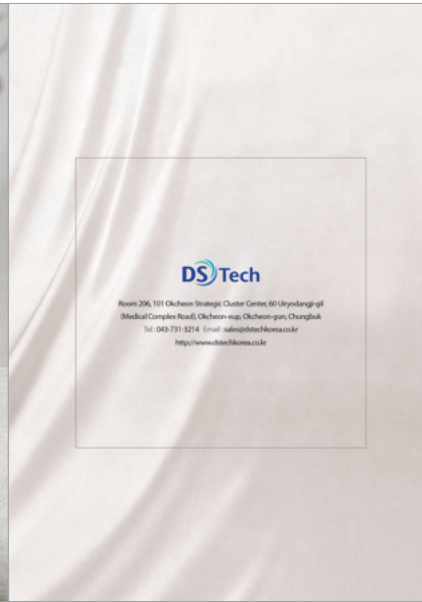 DS Tech
Room 206, 101 Okcheon Strategic Cluster Center, 60 Uiryodangji-gil
(Medical Complex Road), Okcheon-eup, Okcheon-gun, Chungbuk
Tel : 043-731-3214 Email : sales@dstechkorea.co.kr
http://www.dstechkorea.co.kr